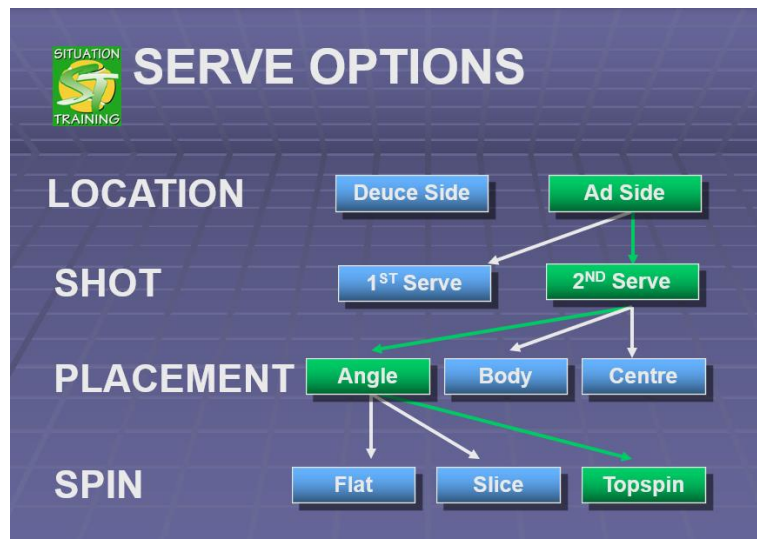 SITUATION
ST
TRAINING
SERVE OPTIONS
LOCATION
Deuce Side
Ad Side
SHOT
1ST Serve
2ND Serve
PLACEMENT
Angle
Body
Centre
SPIN
Flat
Slice
Topspin